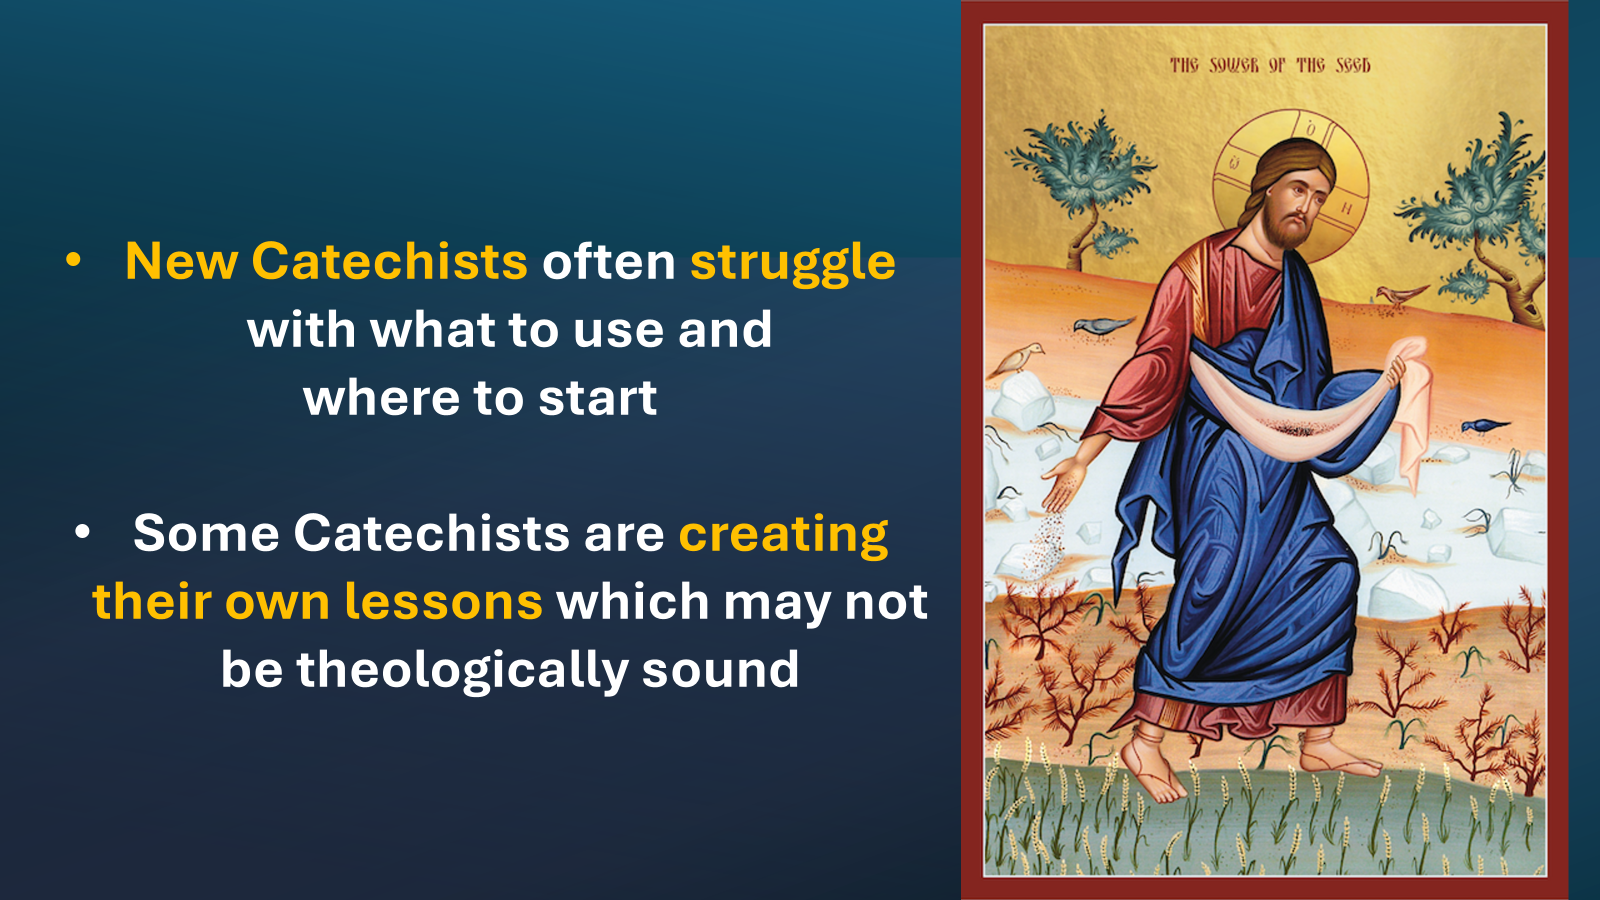 • New Catechists often struggle
with what to use and
where to start
• Some Catechists are creating
their own lessons which may not
be theologically sound
THE SOWER OF THE SEED
ὁ
ὢ
Η